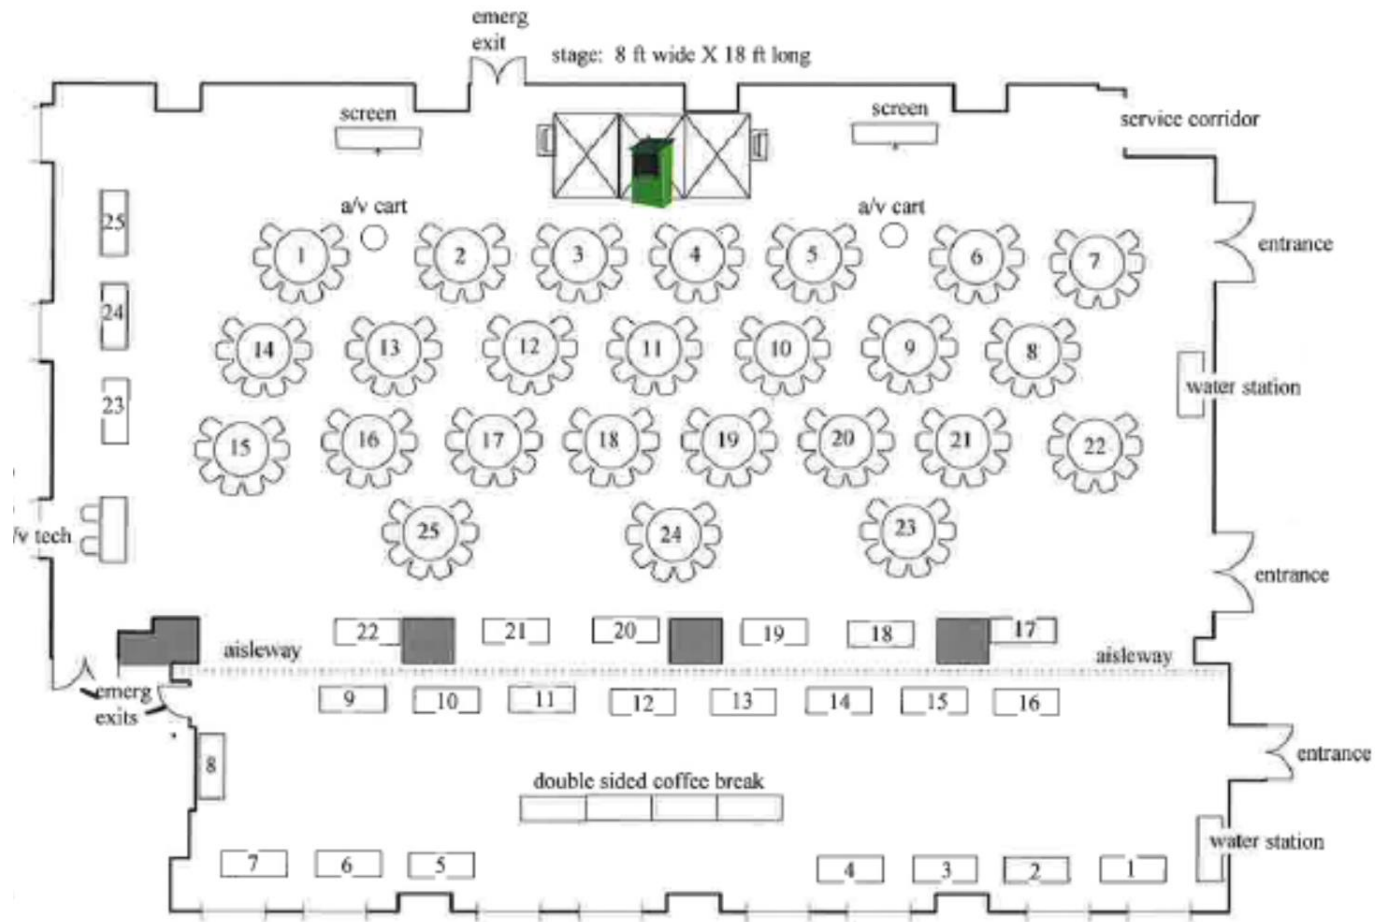 emerg
exit
stage: 8 ft wide X 18 ft long
screen
screen
service corridor
a/v cart
a/v cart
25
24
23
1
2
3
4
5
6
7
entrance
14
13
12
11
10
9
8
water station
15
16
17
18
19
20
21
22
25
24
23
/v tech
entrance
22
21
20
19
18
17
aisleway
aisleway
emerg
exits
9
10
11
12
13
14
15
16
8
entrance
double sided coffee break
water station
7
6
5
4
3
2
1